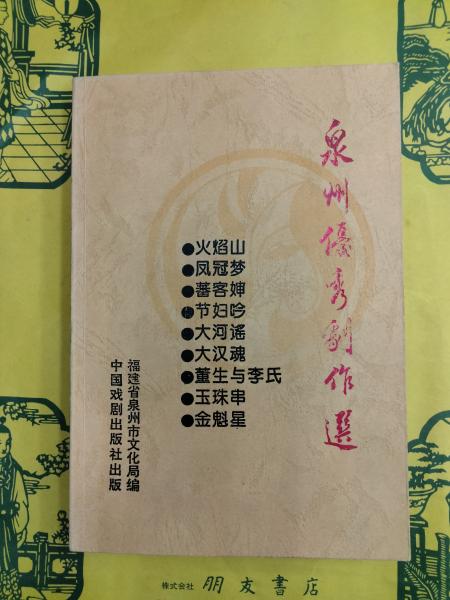 泉州優秀劇作選
●火焰山
●凤冠梦
●蕃客婶
●节妇吟
●大河谣
●大汉魂
●董生与李氏
●玉珠串
●金魁星
福建省泉州市文化局编
中国戏剧出版社出版
株式会社 朋友書店